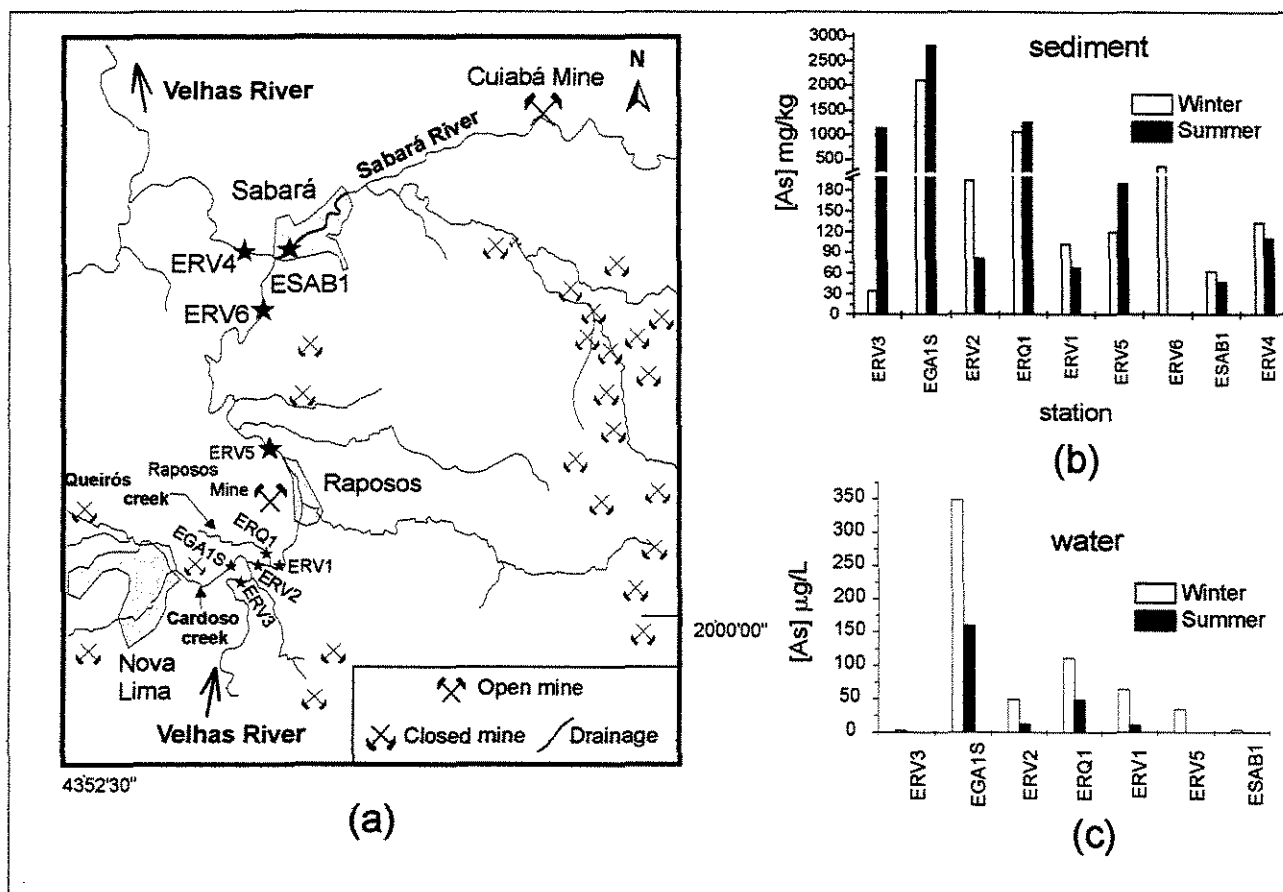 N
Velhas River
Cuiabá Mine
Sabará River
Sabará
ERV4
ESAB1
ERV6
ERV5
Queirós
creek
Raposos
Mine
Raposos
ERQ1
EGA1S
ERV1
ERV2
ERV3
Cardoso
creek
Nova
Lima
Velhas River
Open mine
Closed mine
Drainage
2000'00"
4352'30"
(a)
sediment
Winter
Summer
[As] mg/kg
3000
2500
2000
1500
1000
500
180
150
120
90
60
30
0
ERV3
EGA1S
ERV2
ERQ1
ERV1
ERV5
ERV6
ESAB1
ERV4
station
(b)
water
Winter
Summer
[As] µg/L
350
300
250
200
150
100
50
0
ERV3
EGA1S
ERV2
ERQ1
ERV1
ERV5
ESAB1
(c)